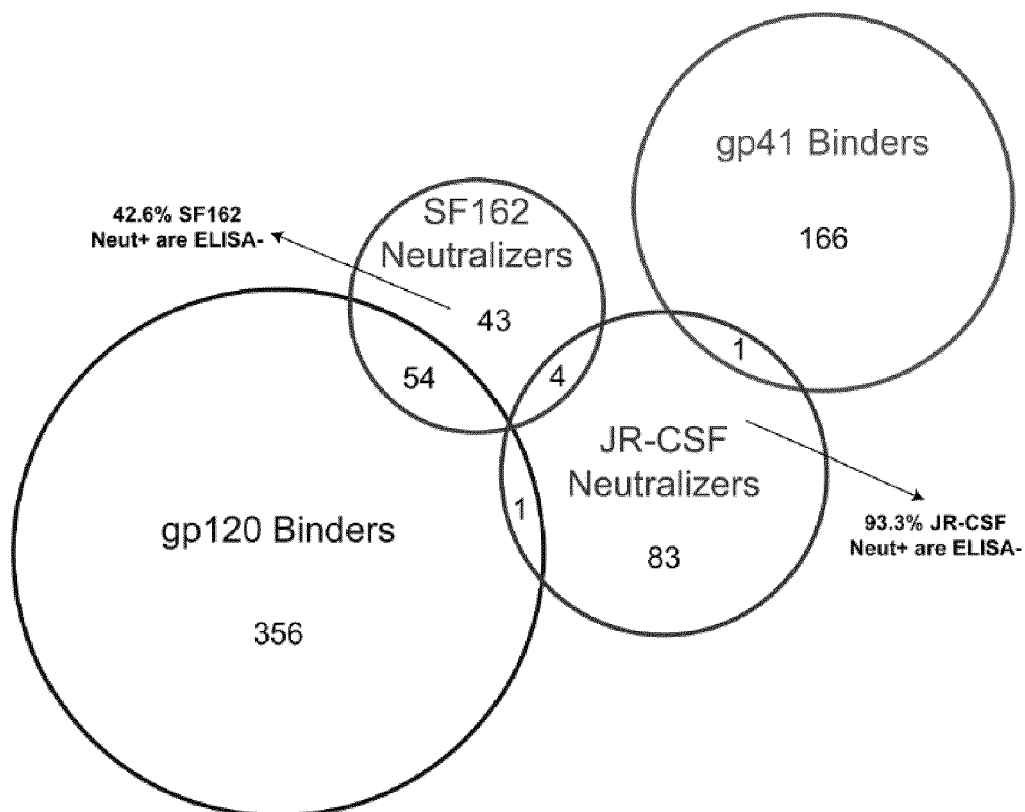 gp41 Binders
166
SF162
Neutralizers
43
42.6% SF162
Neut+ are ELISA-
54
4
1
JR-CSF
Neutralizers
83
93.3% JR-CSF
Neut+ are ELISA-
1
gp120 Binders
356